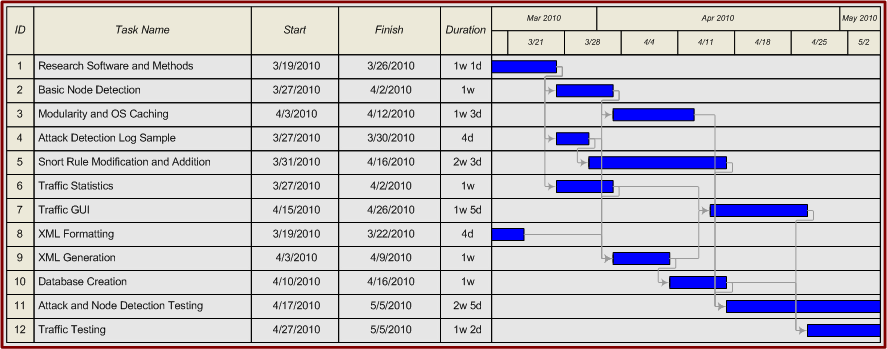 ID Task Name Start Finish Duration Mar 2010 Apr 2010 May 2010
3/21 3/28 4/4 4/11 4/18 4/25 5/2
1 Research Software and Methods 3/19/2010 3/26/2010 1w 1d
2 Basic Node Detection 3/27/2010 4/2/2010 1w
3 Modularity and OS Caching 4/3/2010 4/12/2010 1w 3d
4 Attack Detection Log Sample 3/27/2010 3/30/2010 4d
5 Snort Rule Modification and Addition 3/31/2010 4/16/2010 2w 3d
6 Traffic Statistics 3/27/2010 4/2/2010 1w
7 Traffic GUI 4/15/2010 4/26/2010 1w 5d
8 XML Formatting 3/19/2010 3/22/2010 4d
9 XML Generation 4/3/2010 4/9/2010 1w
10 Database Creation 4/10/2010 4/16/2010 1w
11 Attack and Node Detection Testing 4/17/2010 5/5/2010 2w 5d
12 Traffic Testing 4/27/2010 5/5/2010 1w 2d